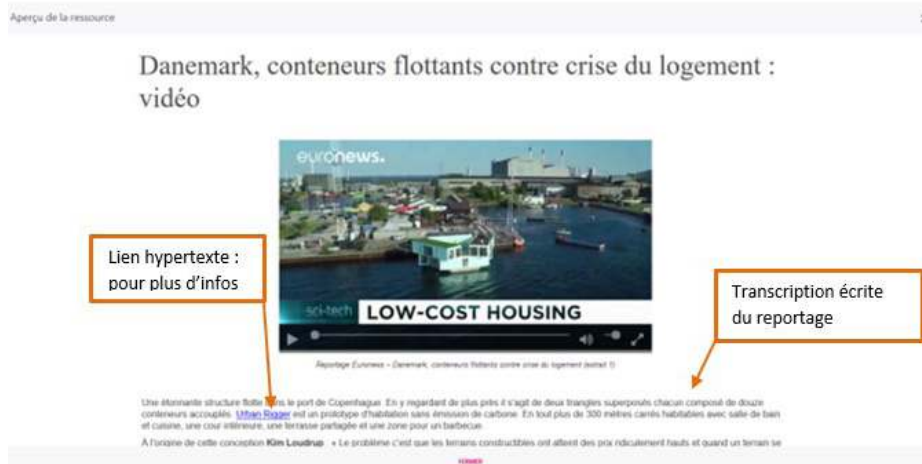 Aperçu de la ressource
Danemark, conteneurs flottants contre crise du logement :
vidéo
euronews.
Lien hypertexte :
pour plus d'infos
Transcription écrite
du reportage
sci-tech LOW-COST HOUSING
Reportage Euronews – Danemark, conteneurs flottants contre crise du logement (extrait 1)
Une étonnante structure flotte dans le port de Copenhague. En y regardant de plus près il s'agit de deux triangles superposés chacun composé de douze
conteneurs accouplés. Urban Rigger est un prototype d'habitation sans émission de carbone. En tout plus de 300 mètres carrés habitables avec salle de bain
et cuisine, une cour intérieure, une terrasse partagée et une zone pour un barbecue.
À l'origine de cette conception Kim Loudrup : « Le problème c'est que les terrains constructibles ont atteint des prix ridiculement hauts et quand un terrain se
FERMER